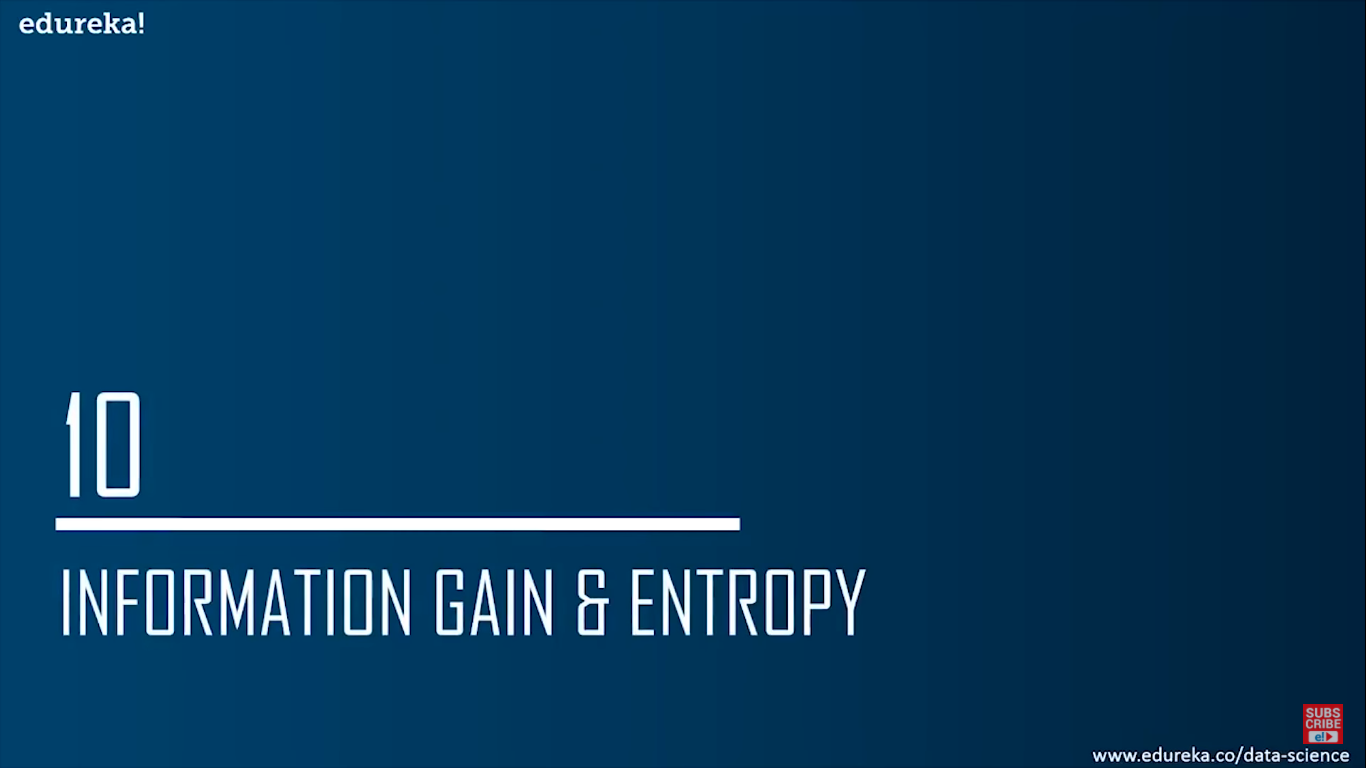 edureka!
10
INFORMATION GAIN & ENTROPY
SUBS
CRIBE
e!
www.edureka.co/data-science